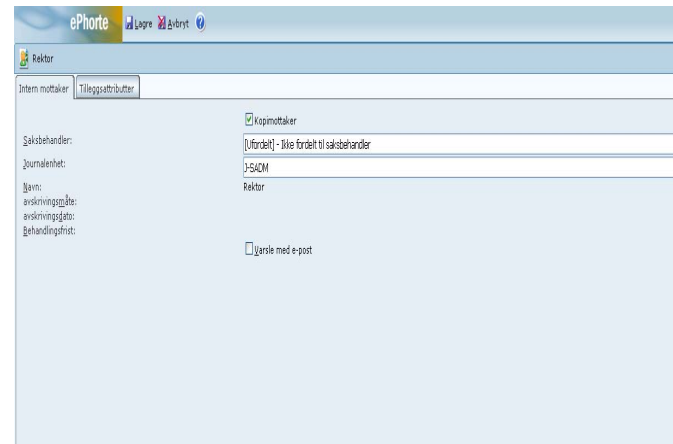 ePhorte Lagre Avbryt ?
Rektor
Intern mottaker Tilleggsattributter
Kopimottaker
Saksbehandler: [Ufordelt] - Ikke fordelt til saksbehandler
Journalenhet: J-SADM
Navn: Rektor
avskrivingsmåte:
avskrivingsdato:
Behandlingsfrist:
Varsle med e-post